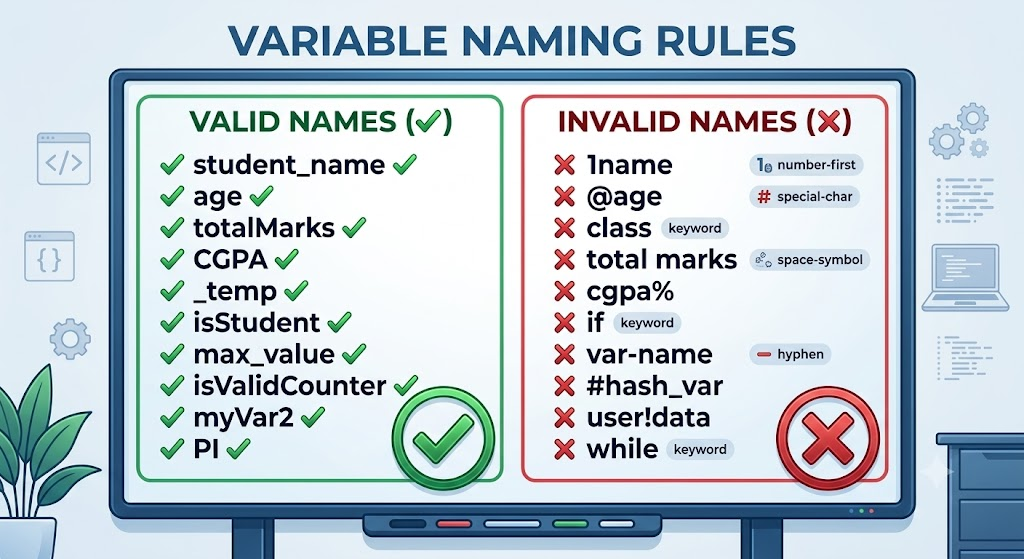 VARIABLE NAMING RULES
VALID NAMES (✓)
✓ student_name ✓
✓ age ✓
✓ totalMarks ✓
✓ CGPA ✓
✓ _temp ✓
✓ isStudent ✓
✓ max_value ✓
✓ isValidCounter ✓
✓ myVar2 ✓
✓ PI ✓
INVALID NAMES (✗)
✗ 1name number-first
✗ @age # special-char
✗ class keyword
✗ total marks space-symbol
✗ cgpa%
✗ if keyword
✗ var-name hyphen
✗ #hash_var
✗ user!data
✗ while keyword
</>
{ }